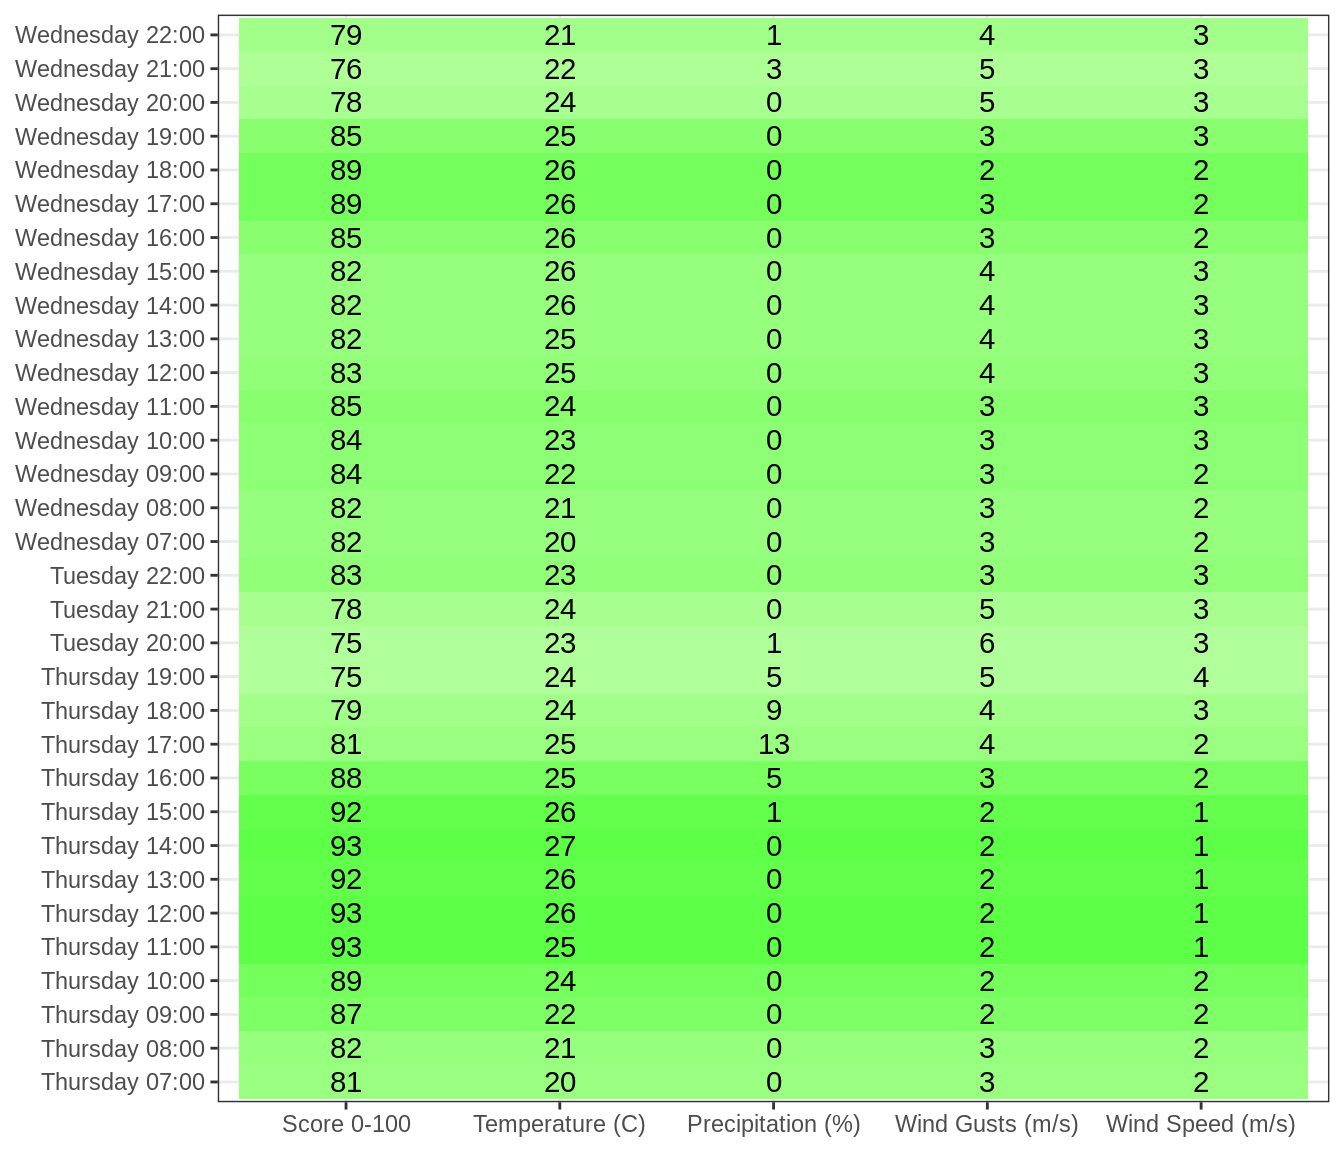 Wednesday 22:00 79 21 1 4 3
Wednesday 21:00 76 22 3 5 3
Wednesday 20:00 78 24 0 5 3
Wednesday 19:00 85 25 0 3 3
Wednesday 18:00 89 26 0 2 2
Wednesday 17:00 89 26 0 3 2
Wednesday 16:00 85 26 0 3 2
Wednesday 15:00 82 26 0 4 3
Wednesday 14:00 82 26 0 4 3
Wednesday 13:00 82 25 0 4 3
Wednesday 12:00 83 25 0 4 3
Wednesday 11:00 85 24 0 3 3
Wednesday 10:00 84 23 0 3 3
Wednesday 09:00 84 22 0 3 2
Wednesday 08:00 82 21 0 3 2
Wednesday 07:00 82 20 0 3 2
Tuesday 22:00 83 23 0 3 3
Tuesday 21:00 78 24 0 5 3
Tuesday 20:00 75 23 1 6 3
Thursday 19:00 75 24 5 5 4
Thursday 18:00 79 24 9 4 3
Thursday 17:00 81 25 13 4 2
Thursday 16:00 88 25 5 3 2
Thursday 15:00 92 26 1 2 1
Thursday 14:00 93 27 0 2 1
Thursday 13:00 92 26 0 2 1
Thursday 12:00 93 26 0 2 1
Thursday 11:00 93 25 0 2 1
Thursday 10:00 89 24 0 2 2
Thursday 09:00 87 22 0 2 2
Thursday 08:00 82 21 0 3 2
Thursday 07:00 81 20 0 3 2
Score 0-100 Temperature (C) Precipitation (%) Wind Gusts (m/s) Wind Speed (m/s)